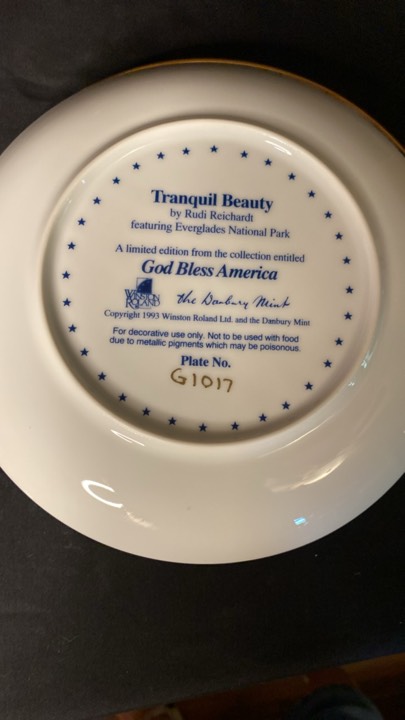 Tranquil Beauty
by Rudi Reichardt
featuring Everglades National Park
A limited edition from the collection entitled
God Bless America
WINSTON
ROLAND
the Danbury Mint
Copyright 1993 Winston Roland Ltd. and the Danbury Mint
For decorative use only. Not to be used with food
due to metallic pigments which may be poisonous.
Plate No.
G1017